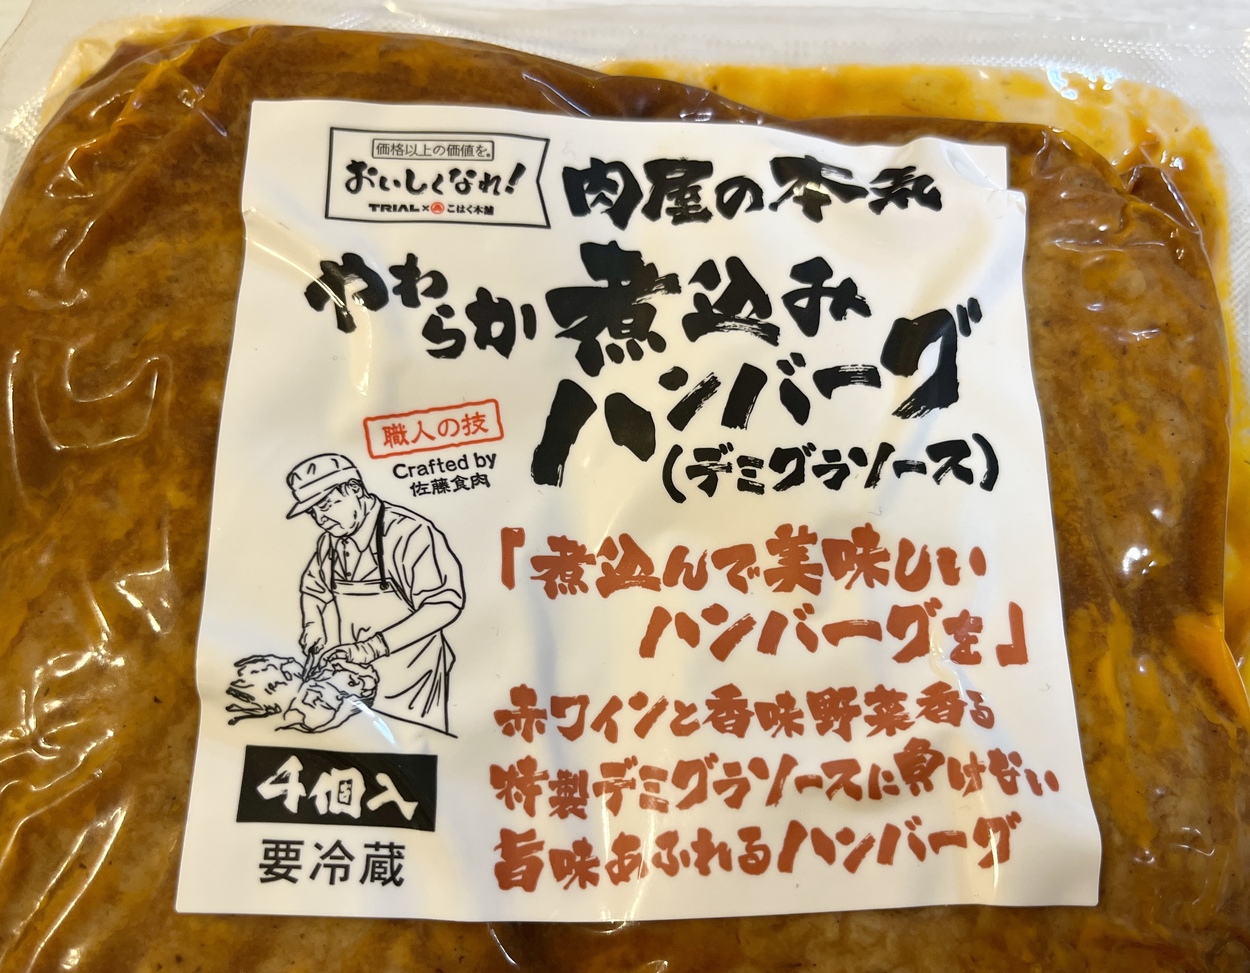 価格以上の価値を。
おいしくなれ!
TRIAL×こはく本舗
肉屋の本気
やわらか煮込み
ハンバーグ
(デミグラソース)
職人の技
Crafted by
佐藤食肉
「煮込んで美味しい
ハンバーグを」
赤ワインと香味野菜香る
特製デミグラソースに負けない
旨味あふれるハンバーグ
4個入
要冷蔵